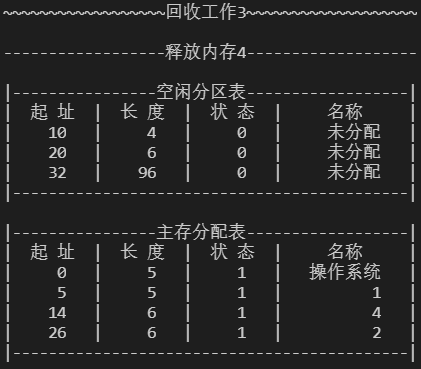 ~~~~~~~~~~~~~~~~~~回收工作3~~~~~~~~~~~~~~~~~~~
------------------释放内存4-------------------
|----------------空闲分区表------------------|
| 起 址 | 长 度 | 状 态 | 名称 |
| 10 | 4 | 0 | 未分配 |
| 20 | 6 | 0 | 未分配 |
| 32 | 96 | 0 | 未分配 |
|--------------------------------------------|
|----------------主存分配表------------------|
| 起 址 | 长 度 | 状 态 | 名称 |
| 0 | 5 | 1 | 操作系统 |
| 5 | 5 | 1 | 1 |
| 14 | 6 | 1 | 4 |
| 26 | 6 | 1 | 2 |
|--------------------------------------------|